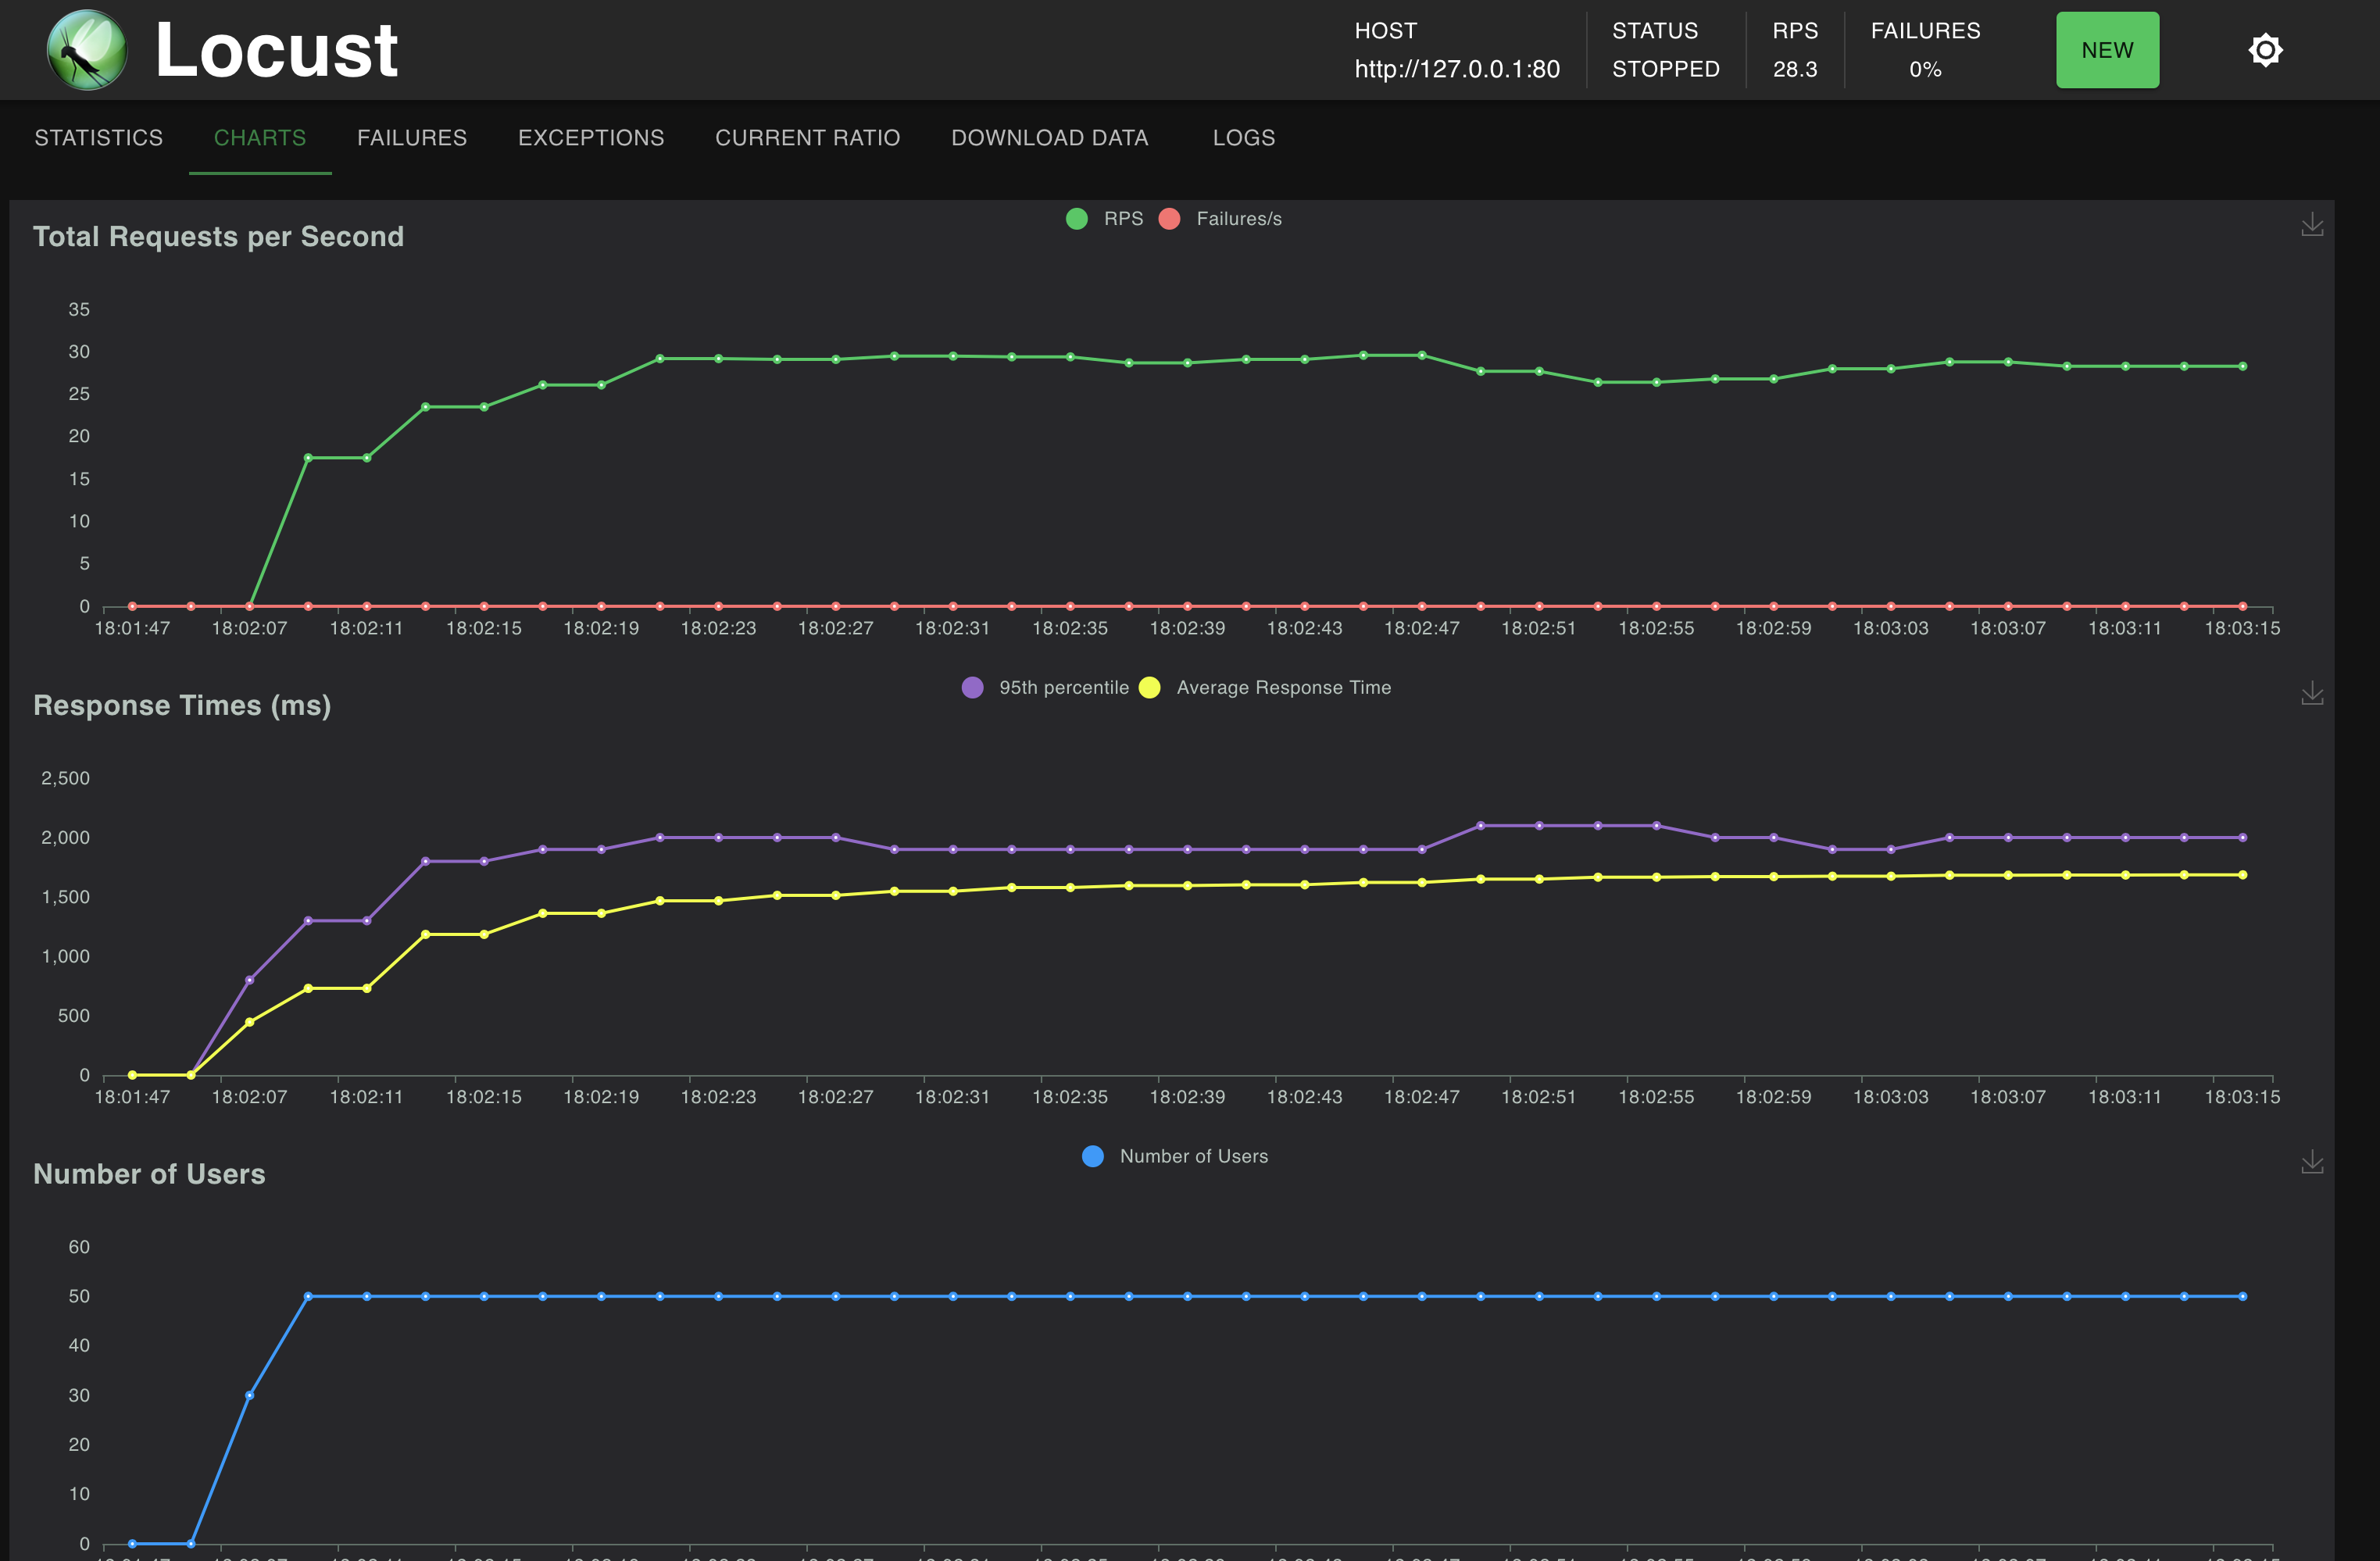 Locust
HOST
http://127.0.0.1:80
STATUS
STOPPED
RPS
28.3
FAILURES
0%
NEW
STATISTICS CHARTS FAILURES EXCEPTIONS CURRENT RATIO DOWNLOAD DATA LOGS
Total Requests per Second
RPS Failures/s
35
30
25
20
15
10
5
0
18:01:47 18:02:07 18:02:11 18:02:15 18:02:19 18:02:23 18:02:27 18:02:31 18:02:35 18:02:39 18:02:43 18:02:47 18:02:51 18:02:55 18:02:59 18:03:03 18:03:07 18:03:11 18:03:15
Response Times (ms)
95th percentile Average Response Time
2,500
2,000
1,500
1,000
500
0
18:01:47 18:02:07 18:02:11 18:02:15 18:02:19 18:02:23 18:02:27 18:02:31 18:02:35 18:02:39 18:02:43 18:02:47 18:02:51 18:02:55 18:02:59 18:03:03 18:03:07 18:03:11 18:03:15
Number of Users
Number of Users
60
50
40
30
20
10
0